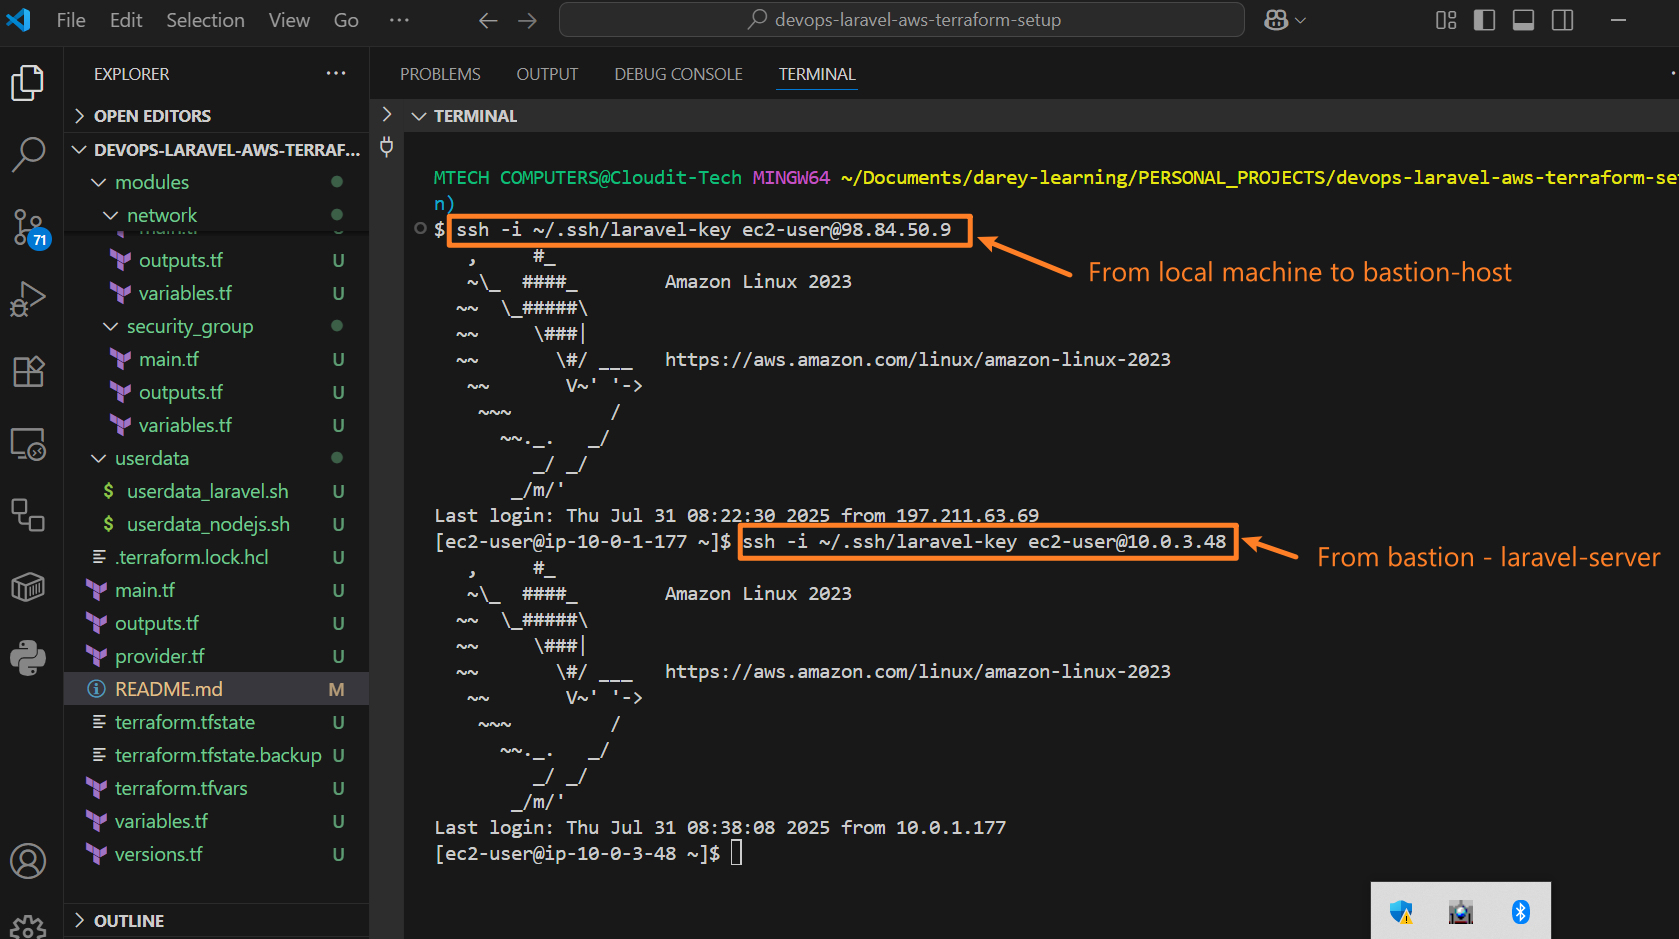 File Edit Selection View Go ··· devops-laravel-aws-terraform-setup
EXPLORER ···
PROBLEMS OUTPUT DEBUG CONSOLE TERMINAL
OPEN EDITORS
TERMINAL
DEVOPS-LARAVEL-AWS-TERRAF...
modules
network
main.tf
outputs.tf U
variables.tf U
security_group
main.tf U
outputs.tf U
variables.tf U
userdata
$ userdata_laravel.sh U
$ userdata_nodejs.sh U
.terraform.lock.hcl U
main.tf U
outputs.tf U
provider.tf U
README.md M
terraform.tfstate U
terraform.tfstate.backup U
terraform.tfvars U
variables.tf U
versions.tf U
OUTLINE
71
MTECH COMPUTERS@Cloudit-Tech MINGW64 ~/Documents/darey-learning/PERSONAL_PROJECTS/devops-laravel-aws-terraform-se
n)
$ ssh -i ~/.ssh/laravel-key ec2-user@98.84.50.9
From local machine to bastion-host
   ,     #_
   ~\_  ####_        Amazon Linux 2023
  ~~  \_#####\
  ~~     \###|
  ~~       \#/ ___   https://aws.amazon.com/linux/amazon-linux-2023
   ~~       V~' '->
    ~~~         /
      ~~._.   _/
         _/ _/
       _/m/'
Last login: Thu Jul 31 08:22:30 2025 from 197.211.63.69
[ec2-user@ip-10-0-1-177 ~]$ ssh -i ~/.ssh/laravel-key ec2-user@10.0.3.48
From bastion - laravel-server
   ,     #_
   ~\_  ####_        Amazon Linux 2023
  ~~  \_#####\
  ~~     \###|
  ~~       \#/ ___   https://aws.amazon.com/linux/amazon-linux-2023
   ~~       V~' '->
    ~~~         /
      ~~._.   _/
         _/ _/
       _/m/'
Last login: Thu Jul 31 08:38:08 2025 from 10.0.1.177
[ec2-user@ip-10-0-3-48 ~]$